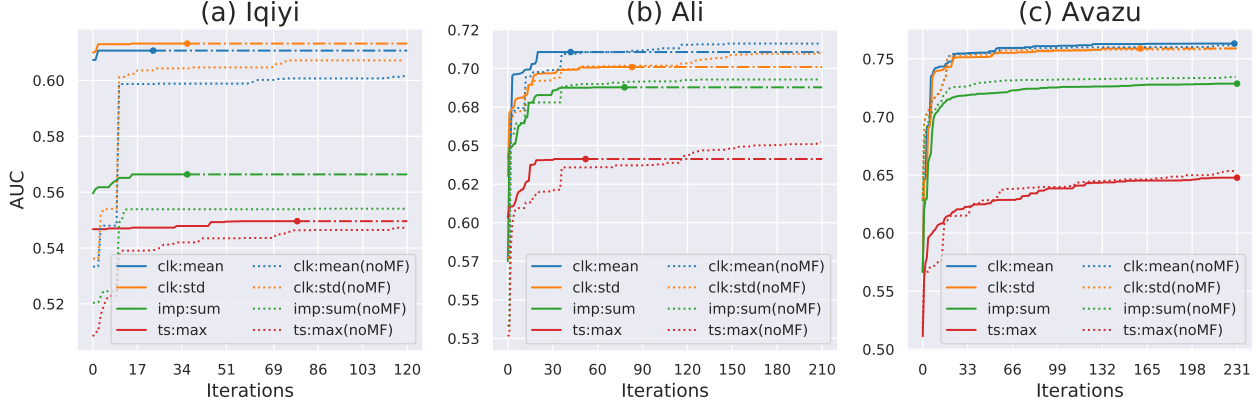 (a) Iqiyi
AUC
0.60
0.58
0.56
0.54
0.52
clk:mean
clk:std
imp:sum
ts:max
clk:mean(noMF)
clk:std(noMF)
imp:sum(noMF)
ts:max(noMF)
0 17 34 51 69 86 103 120
Iterations
(b) Ali
0.72
0.70
0.68
0.65
0.62
0.60
0.57
0.55
0.53
clk:mean
clk:std
imp:sum
ts:max
clk:mean(noMF)
clk:std(noMF)
imp:sum(noMF)
ts:max(noMF)
0 30 60 90 120 150 180 210
Iterations
(c) Avazu
0.75
0.70
0.65
0.60
0.55
0.50
clk:mean
clk:std
imp:sum
ts:max
clk:mean(noMF)
clk:std(noMF)
imp:sum(noMF)
ts:max(noMF)
0 33 66 99 132 165 198 231
Iterations